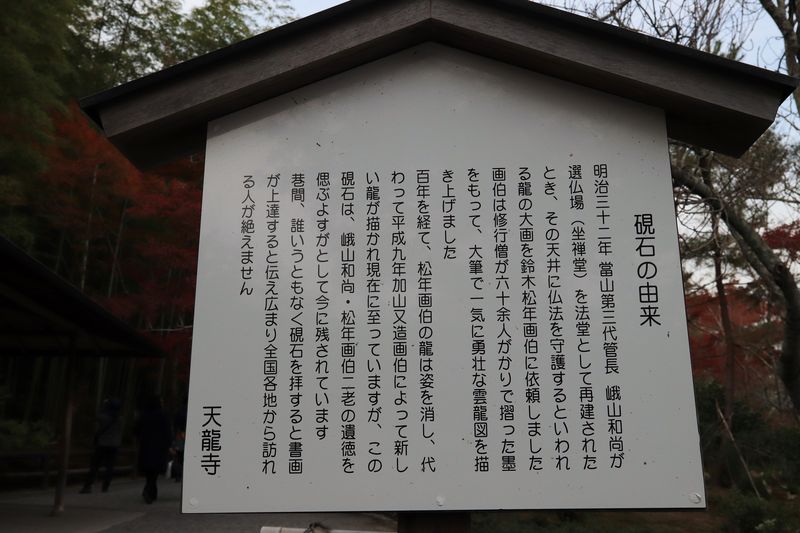 硯石の由来
明治三十二年 當山第三代管長 峨山和尚が
選仏場（坐禅堂）を法堂として再建された
とき、その天井に仏法を守護するといわれ
る龍の大画を鈴木松年画伯に依頼しました
画伯は修行僧が六十余人がかりで摺った墨
をもって、大筆で一気に勇壮な雲龍図を描
き上げました
百年を経て、松年画伯の龍は姿を消し、代
わって平成九年加山又造画伯によって新し
い龍が描かれ現在に至っていますが、この
硯石は、峨山和尚・松年画伯二老の遺徳を
偲ぶよすがとして今に残されています
巷間、誰いうともなく硯石を拝すると書画
が上達すると伝え広まり全国各地から訪れ
る人が絶えません
天龍寺